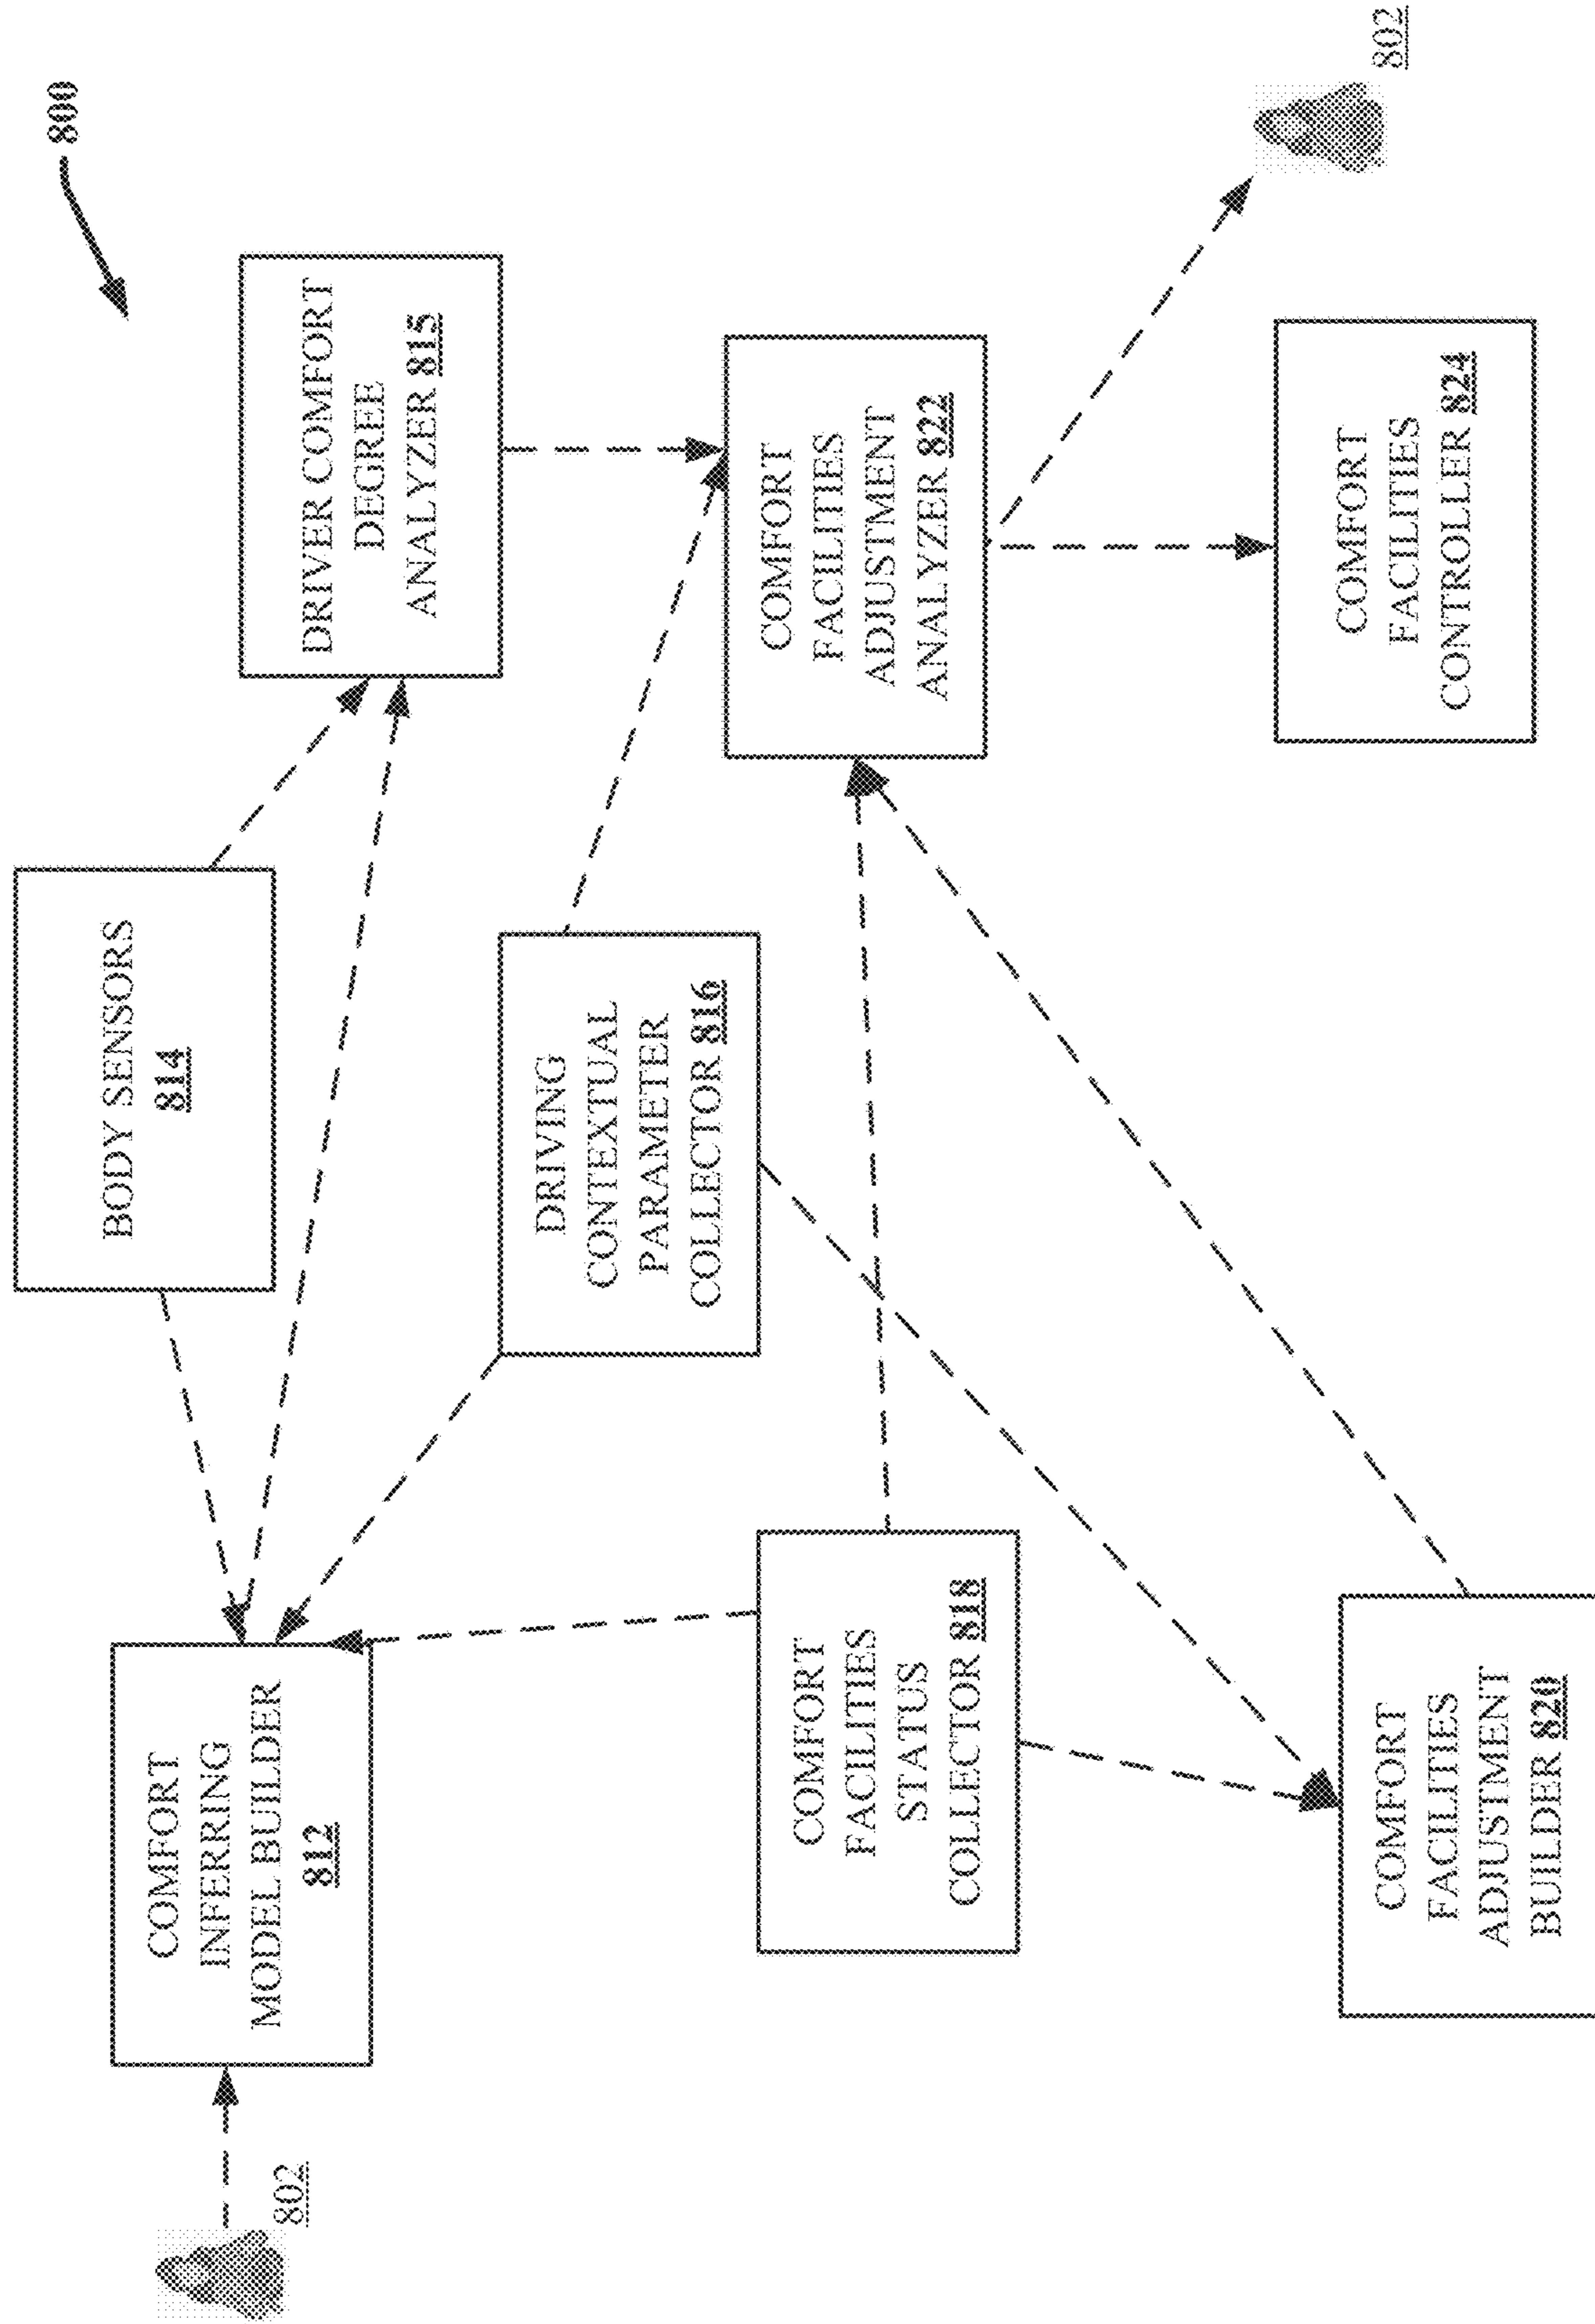 800
BODY SENSORS
814
COMFORT
INFERRING
MODEL BUILDER
812
802
DRIVER COMFORT
DEGREE
ANALYZER 815
DRIVING
CONTEXTUAL
PARAMETER
COLLECTOR 816
COMFORT
FACILITIES
STATUS
COLLECTOR 818
COMFORT
FACILITIES
ADJUSTMENT
ANALYZER 822
COMFORT
FACILITIES
ADJUSTMENT
BUILDER 820
COMFORT
FACILITIES
CONTROLLER 824
802